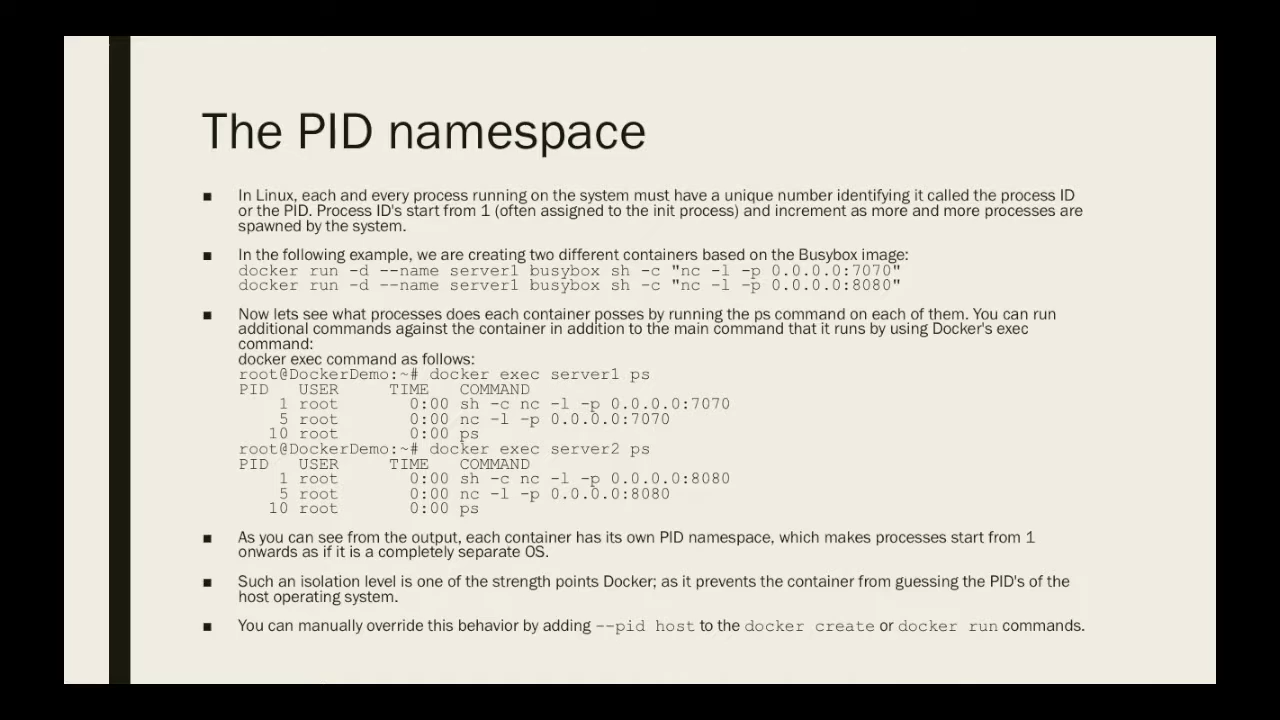 The PID namespace
▪ In Linux, each and every process running on the system must have a unique number identifying it called the process ID
or the PID. Process ID's start from 1 (often assigned to the init process) and increment as more and more processes are
spawned by the system.
▪ In the following example, we are creating two different containers based on the Busybox image:
docker run -d --name server1 busybox sh -c "nc -l -p 0.0.0.0:7070"
docker run -d --name server1 busybox sh -c "nc -l -p 0.0.0.0:8080"
▪ Now lets see what processes does each container posses by running the ps command on each of them. You can run
additional commands against the container in addition to the main command that it runs by using Docker's exec
command:
docker exec command as follows:
root@DockerDemo:~# docker exec server1 ps
PID   USER     TIME   COMMAND
    1 root       0:00 sh -c nc -l -p 0.0.0.0:7070
    5 root       0:00 nc -l -p 0.0.0.0:7070
   10 root       0:00 ps
root@DockerDemo:~# docker exec server2 ps
PID   USER     TIME   COMMAND
    1 root       0:00 sh -c nc -l -p 0.0.0.0:8080
    5 root       0:00 nc -l -p 0.0.0.0:8080
   10 root       0:00 ps
▪ As you can see from the output, each container has its own PID namespace, which makes processes start from 1
onwards as if it is a completely separate OS.
▪ Such an isolation level is one of the strength points Docker; as it prevents the container from guessing the PID's of the
host operating system.
▪ You can manually override this behavior by adding --pid host to the docker create or docker run commands.